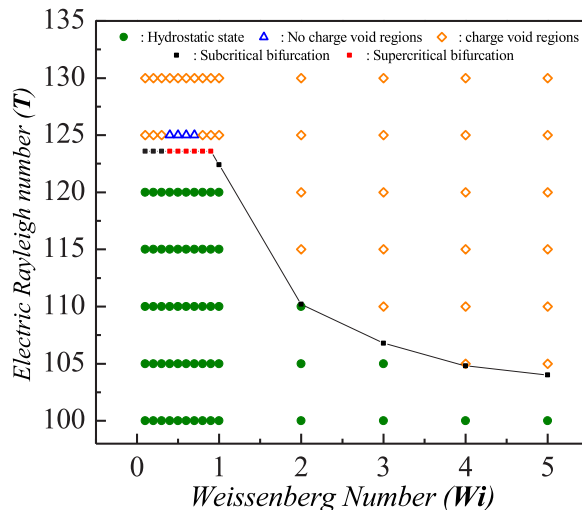 : Hydrostatic state : No charge void regions : charge void regions
: Subcritical bifurcation : Supercritical bifurcation
Electric Rayleigh number (T)
130
125
120
115
110
105
100
0 1 2 3 4 5
Weissenberg Number (Wi)